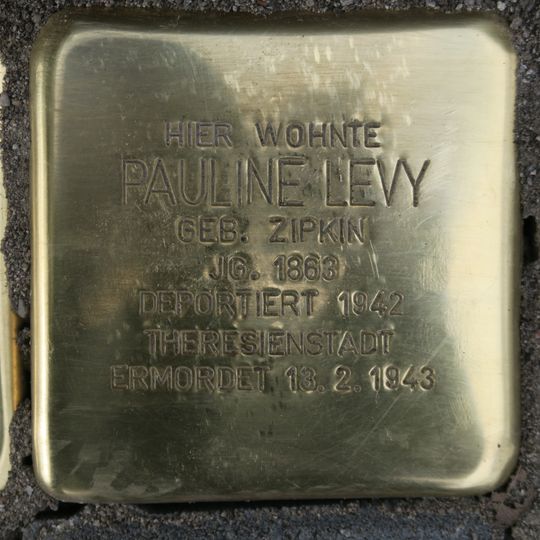 HIER WOHNTE
PAULINE LEVY
GEB. ZIPKIN
JG. 1863
DEPORTIERT 1942
THERESIENSTADT
ERMORDET 13.2.1943